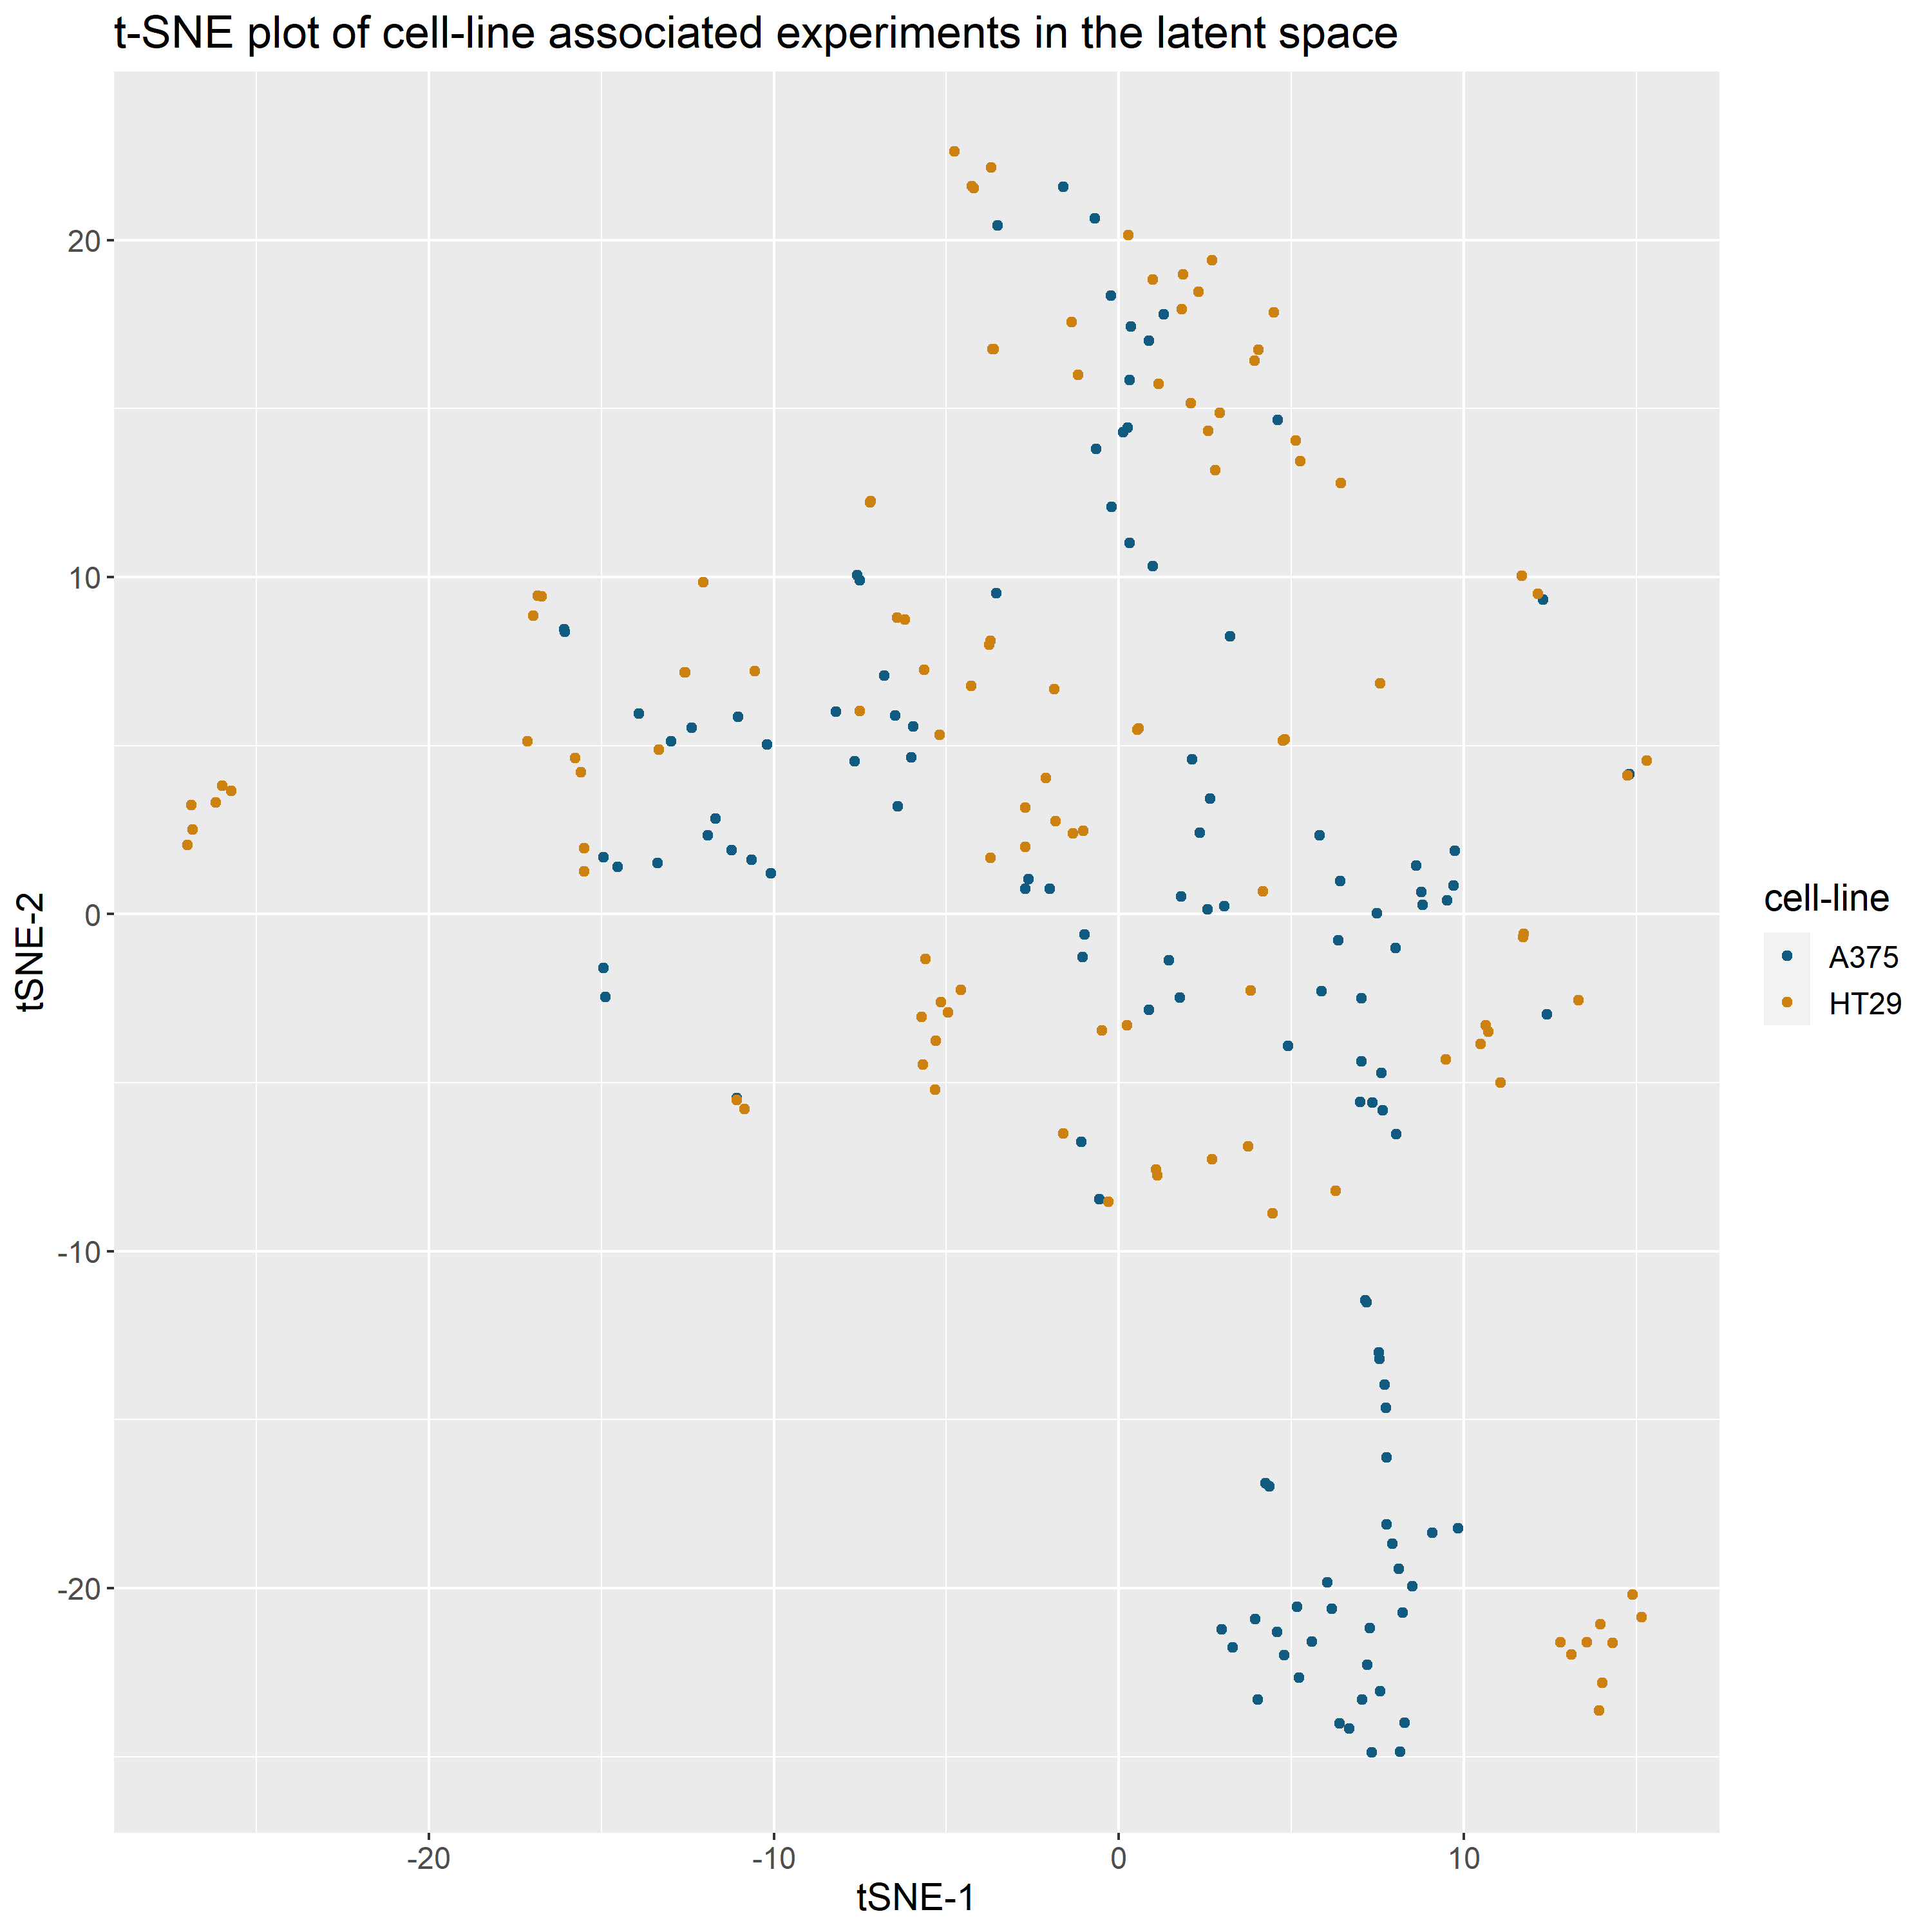 t-SNE plot of cell-line associated experiments in the latent space
20
10
0
-10
-20
tSNE-2
-20
-10
0
10
tSNE-1
cell-line
A375
HT29